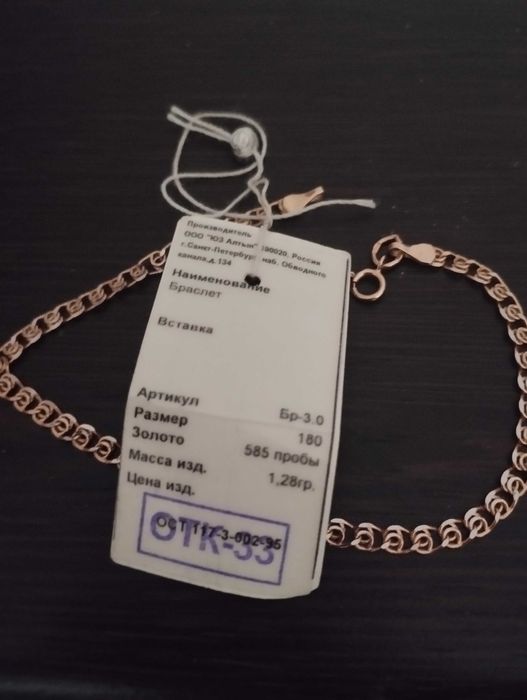 Производитель
ООО "ЮЗ Алтын" 190020, Россия
г.Санкт-Петербург наб. Обводного
канала,д.134
Наименование
Браслет
Вставка
Артикул Бр-3.0
Размер 180
Золото 585 пробы
Масса изд. 1,28гр.
Цена изд.
ОСТ 117-3-002-95
ОТК-33